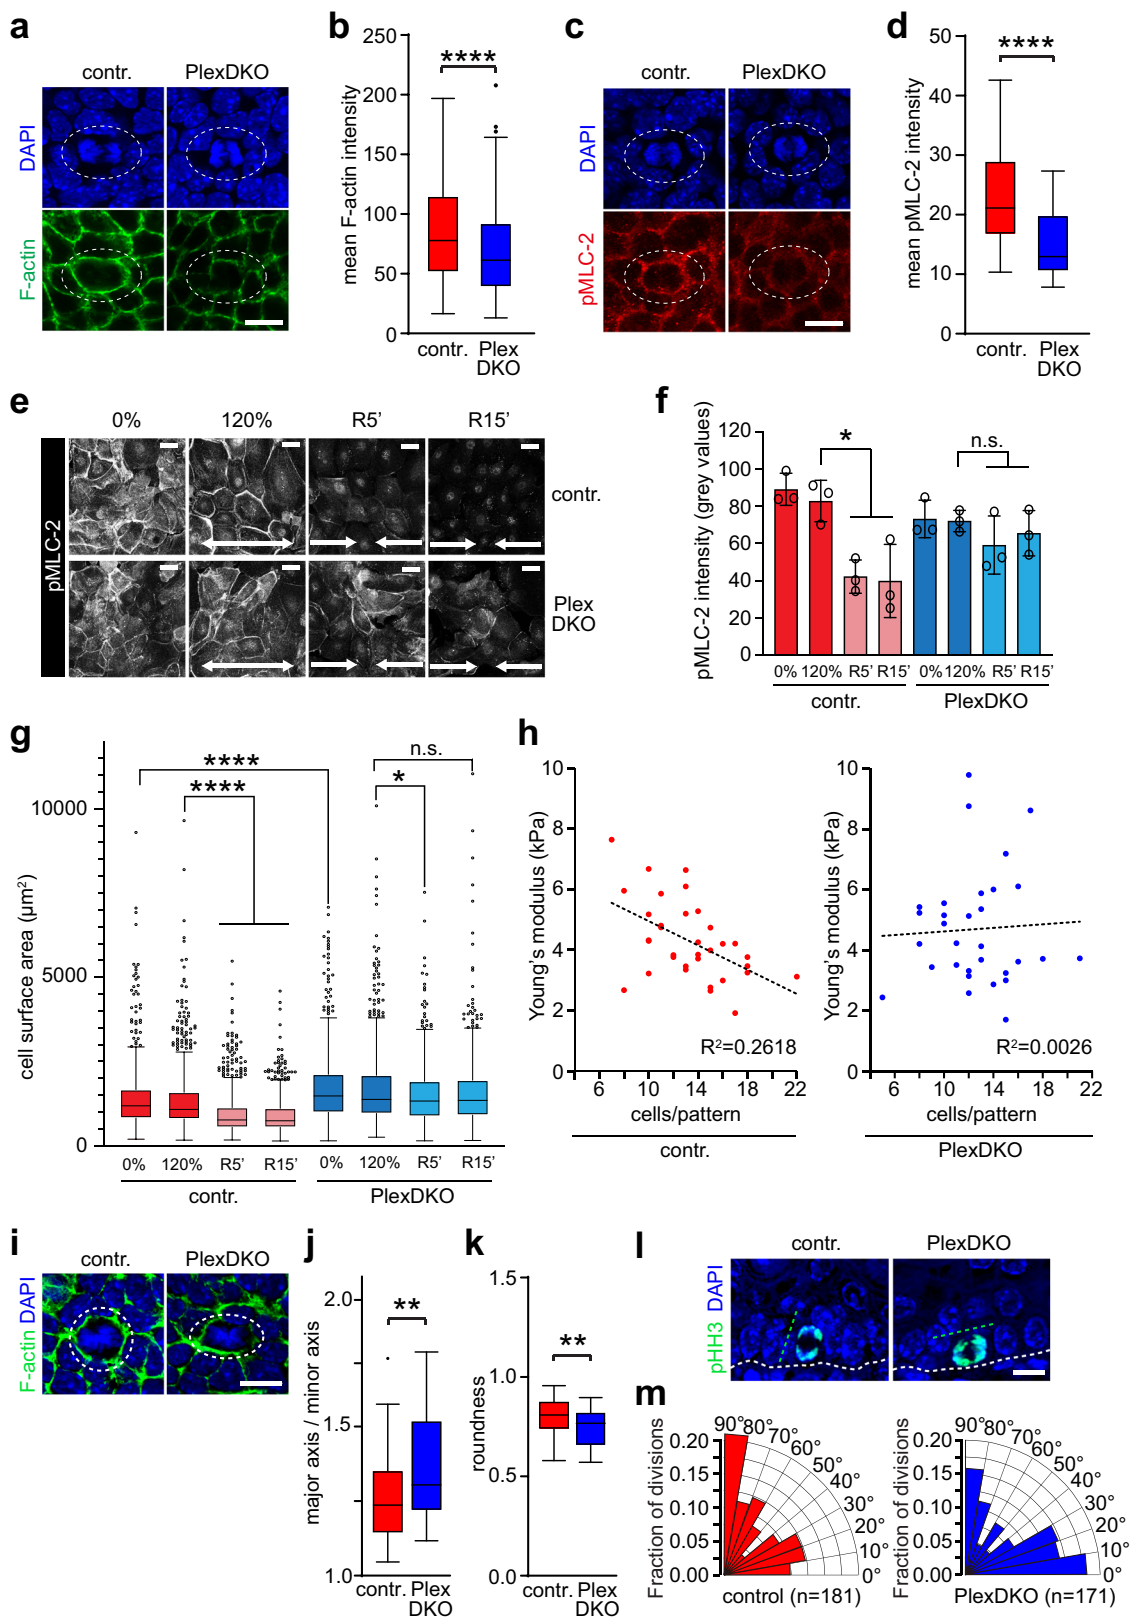 a
contr.
PlexDKO
DAPI
F-actin
b
mean F-actin intensity
250
200
150
100
50
0
****
contr.
Plex
DKO
c
contr.
PlexDKO
DAPI
pMLC-2
d
mean pMLC-2 intensity
50
40
30
20
10
0
****
contr.
Plex
DKO
e
0%
120%
R5'
R15'
pMLC-2
contr.
Plex
DKO
f
pMLC-2 intensity (grey values)
120
100
80
60
40
20
0
*
n.s.
0% 120% R5' R15' 0% 120% R5' R15'
contr.
PlexDKO
g
cell surface area (µm²)
10000
5000
0
****
****
n.s.
*
0% 120% R5' R15' 0% 120% R5' R15'
contr.
PlexDKO
h
Young's modulus (kPa)
10
8
6
4
2
0
R²=0.2618
6 10 14 18 22
cells/pattern
contr.
Young's modulus (kPa)
10
8
6
4
2
0
R²=0.0026
6 10 14 18 22
cells/pattern
PlexDKO
i
contr.
PlexDKO
F-actin DAPI
j
major axis / minor axis
2.0
1.5
1.0
**
contr.
Plex
DKO
k
roundness
1.5
1.0
0.5
0.0
**
contr.
Plex
DKO
l
contr.
PlexDKO
pHH3 DAPI
m
Fraction of divisions
0.20
0.15
0.10
0.05
0.00
90°
80°
70°
60°
50°
40°
30°
20°
10°
0°
control (n=181)
Fraction of divisions
0.20
0.15
0.10
0.05
0.00
90°
80°
70°
60°
50°
40°
30°
20°
10°
0°
PlexDKO (n=171)